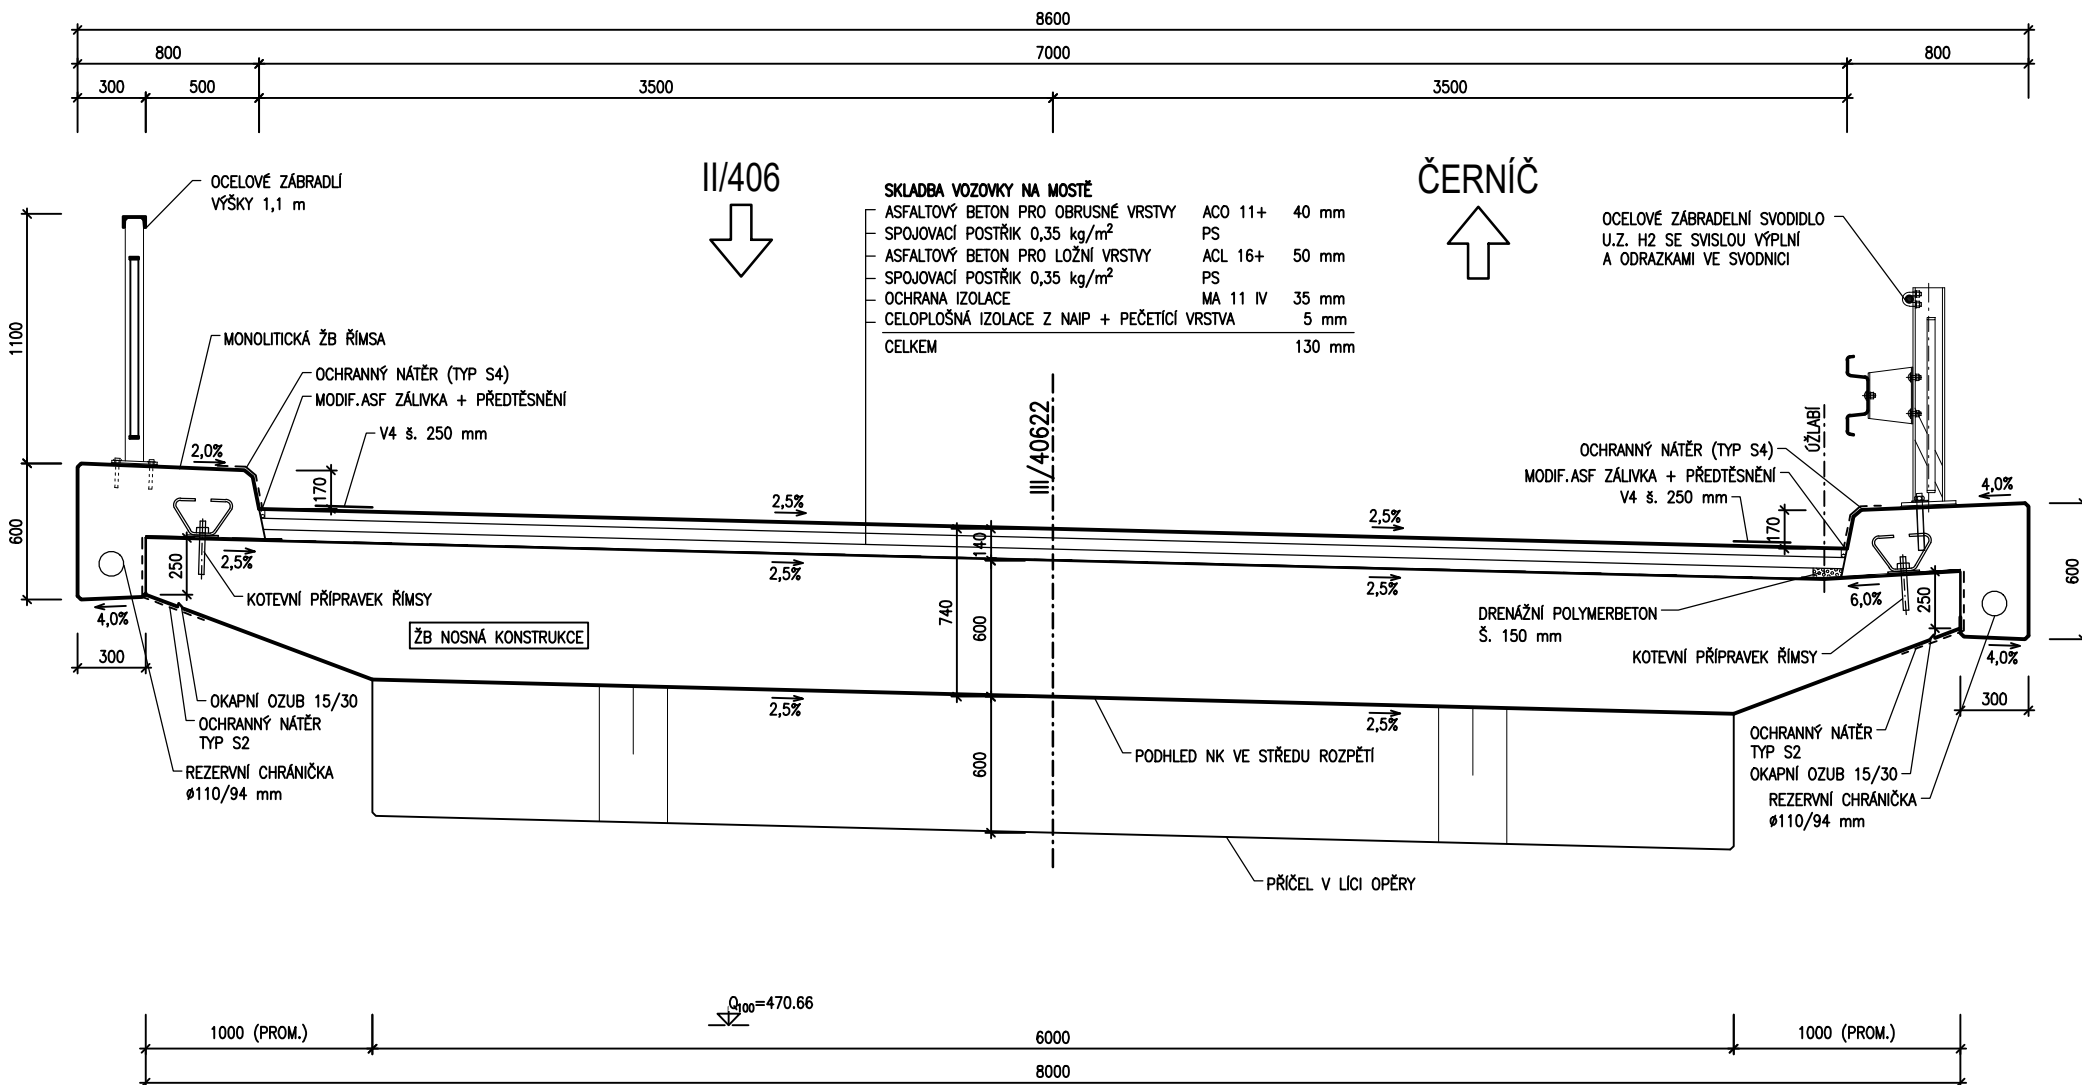 8600
800
7000
800
300
500
3500
3500
II/406
ČERNÍČ
OCELOVÉ ZÁBRADLÍ
VÝŠKY 1,1 m
SKLADBA VOZOVKY NA MOSTĚ
ASFALTOVÝ BETON PRO OBRUSNÉ VRSTVY ACO 11+ 40 mm
SPOJOVACÍ POSTŘIK 0,35 kg/m² PS
ASFALTOVÝ BETON PRO LOŽNÍ VRSTVY ACL 16+ 50 mm
SPOJOVACÍ POSTŘIK 0,35 kg/m² PS
OCHRANA IZOLACE MA 11 IV 35 mm
CELOPLOŠNÁ IZOLACE Z NAIP + PEČETÍCÍ VRSTVA 5 mm
CELKEM 130 mm
OCELOVÉ ZÁBRADELNÍ SVODIDLO
U.Z. H2 SE SVISLOU VÝPLNÍ
A ODRAZKAMI VE SVODNICI
1100
MONOLITICKÁ ŽB ŘÍMSA
OCHRANNÝ NÁTĚR (TYP S4)
MODIF.ASF ZÁLIVKA + PŘEDTĚSNĚNÍ
V4 š. 250 mm
2,0%
170
III/40622
ÚŽLABÍ
OCHRANNÝ NÁTĚR (TYP S4)
MODIF.ASF ZÁLIVKA + PŘEDTĚSNĚNÍ
V4 š. 250 mm
4,0%
170
600
2,5%
2,5%
140
2,5%
250
2,5%
2,5%
6,0%
250
600
KOTEVNÍ PŘÍPRAVEK ŘÍMSY
4,0%
ŽB NOSNÁ KONSTRUKCE
740
600
DRENÁŽNÍ POLYMERBETON
Š. 150 mm
KOTEVNÍ PŘÍPRAVEK ŘÍMSY
4,0%
300
300
OKAPNÍ OZUB 15/30
OCHRANNÝ NÁTĚR
TYP S2
REZERVNÍ CHRÁNIČKA
ø110/94 mm
2,5%
2,5%
600
PODHLED NK VE STŘEDU ROZPĚTÍ
OCHRANNÝ NÁTĚR
TYP S2
OKAPNÍ OZUB 15/30
REZERVNÍ CHRÁNIČKA
ø110/94 mm
PŘÍČEL V LÍCI OPĚRY
Q100=470.66
1000 (PROM.)
6000
1000 (PROM.)
8000